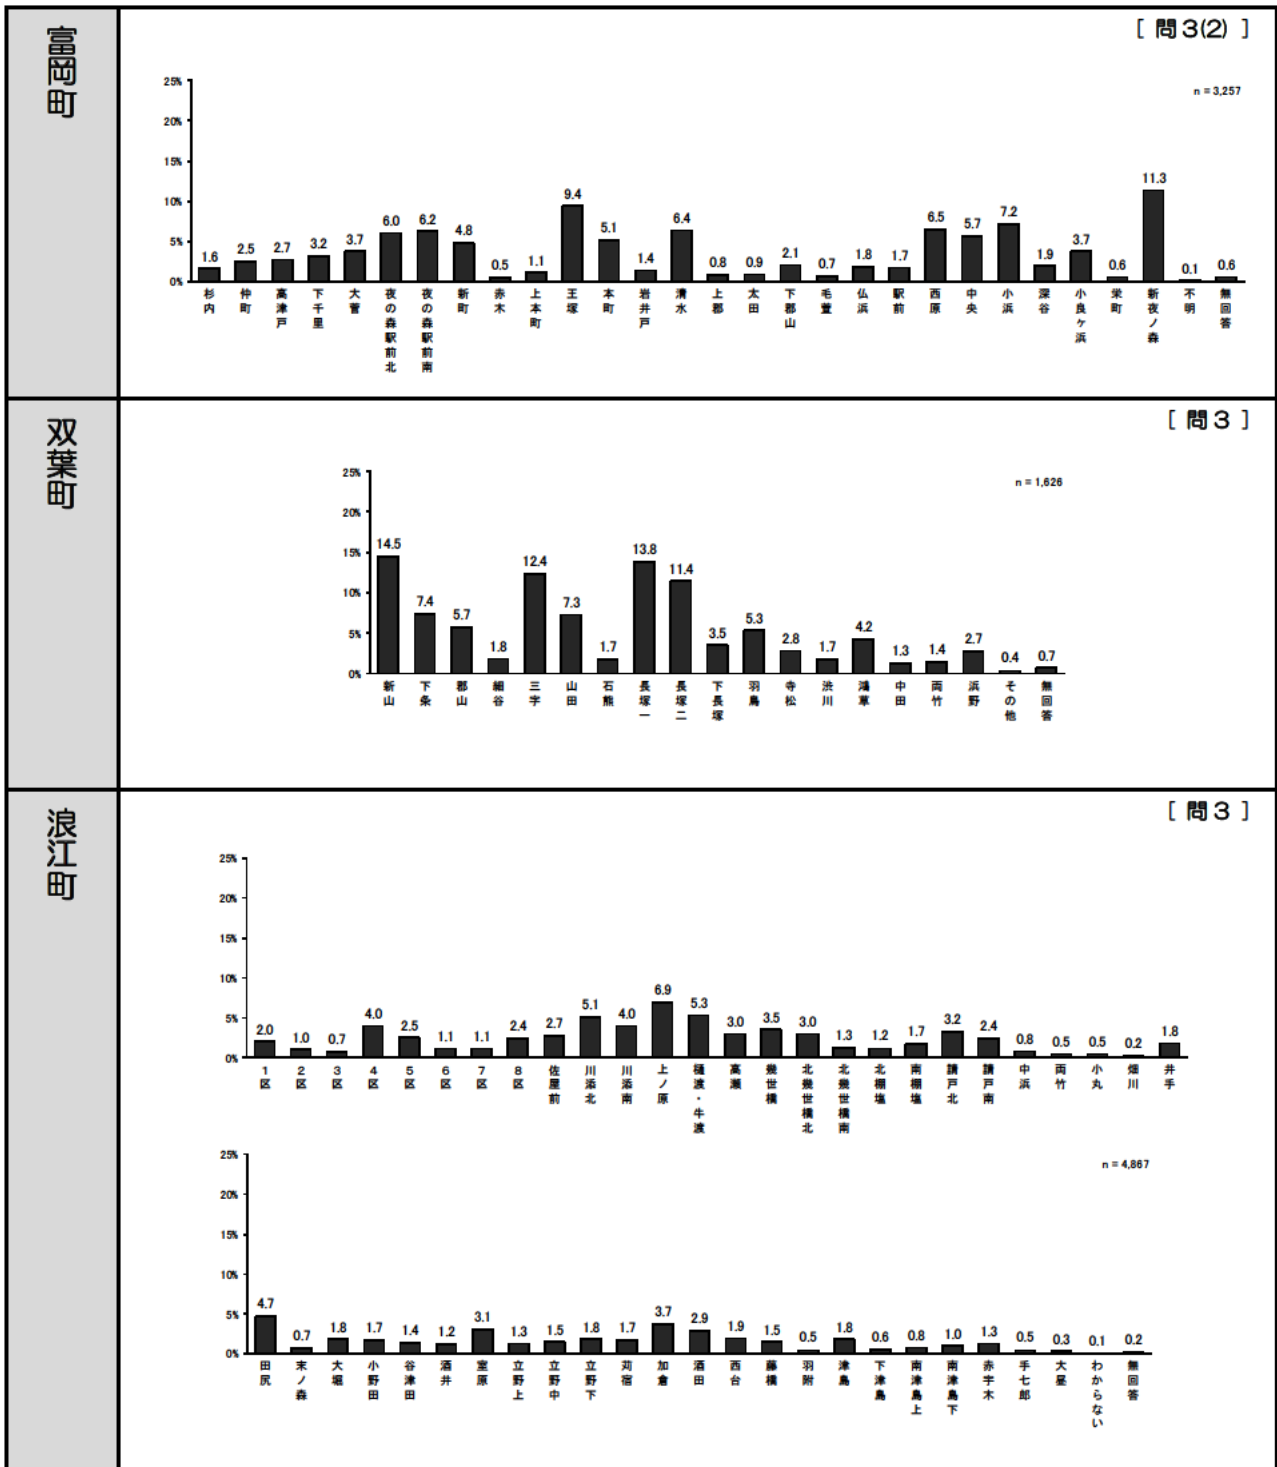 富岡町
[ 問3(2) ]
n = 3,257
25%
20%
15%
10%
5%
0%
1.6 2.5 2.7 3.2 3.7 6.0 6.2 4.8 0.5 1.1 9.4 5.1 1.4 6.4 0.8 0.9 2.1 0.7 1.8 1.7 6.5 5.7 7.2 1.9 3.7 0.6 11.3 0.1 0.6
杉内 仲町 高津戸 下千里 大菅 夜の森駅前北 夜の森駅前南 新町 赤木 上本町 王塚 本町 岩井戸 清水 上郡 太田 下郡山 毛萱 仏浜 駅前 西原 中央 小浜 深谷 小良ヶ浜 栄町 新夜ノ森 不明 無回答
双葉町
[ 問3 ]
n = 1,626
25%
20%
15%
10%
5%
0%
14.5 7.4 5.7 1.8 12.4 7.3 1.7 13.8 11.4 3.5 5.3 2.8 1.7 4.2 1.3 1.4 2.7 0.4 0.7
新山 下条 郡山 細谷 三字 山田 石熊 長塚一 長塚二 下長塚 羽鳥 寺松 渋川 鴻草 中田 両竹 浜野 その他 無回答
浪江町
[ 問3 ]
25%
20%
15%
10%
5%
0%
2.0 1.0 0.7 4.0 2.5 1.1 1.1 2.4 2.7 5.1 4.0 6.9 5.3 3.0 3.5 3.0 1.3 1.2 1.7 3.2 2.4 0.8 0.5 0.5 0.2 1.8
1区 2区 3区 4区 5区 6区 7区 8区 佐屋前 川添北 川添南 上ノ原 樋渡・牛渡 高瀬 幾世橋 北幾世橋北 北幾世橋南 北棚塩 南棚塩 請戸北 請戸南 中浜 両竹 小丸 畑川 井手
n = 4,867
25%
20%
15%
10%
5%
0%
4.7 0.7 1.8 1.7 1.4 1.2 3.1 1.3 1.5 1.8 1.7 3.7 2.9 1.9 1.5 0.5 1.8 0.6 0.8 1.0 1.3 0.5 0.3 0.1 0.2
田尻 末ノ森 大堀 小野田 谷津田 酒井 室原 立野上 立野中 立野下 苅宿 加倉 酒田 西台 藤橋 羽附 津島 下津島 南津島上 南津島下 赤宇木 手七郎 大昼 わからない 無回答